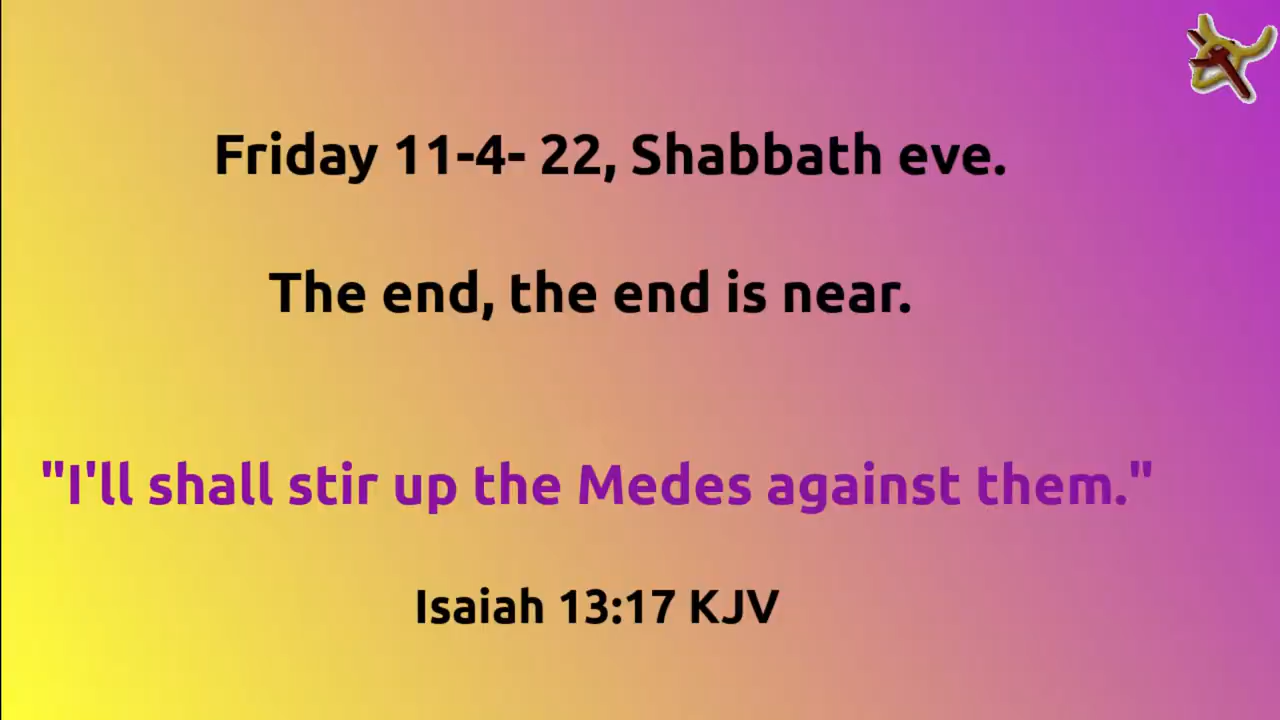 Friday 11-4- 22, Shabbath eve.
The end, the end is near.
"I'll shall stir up the Medes against them."
Isaiah 13:17 KJV